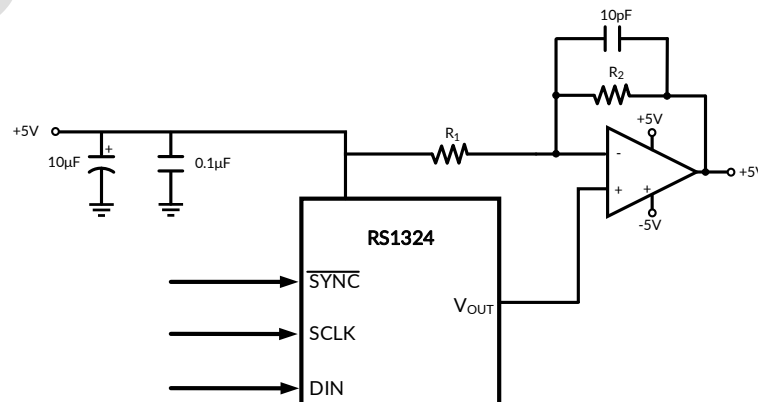 10pF
R2
+5V
+5V
R1
10µF
+
0.1µF
-
+5V
+
+
-5V
RS1324
SYNC
VOUT
SCLK
DIN